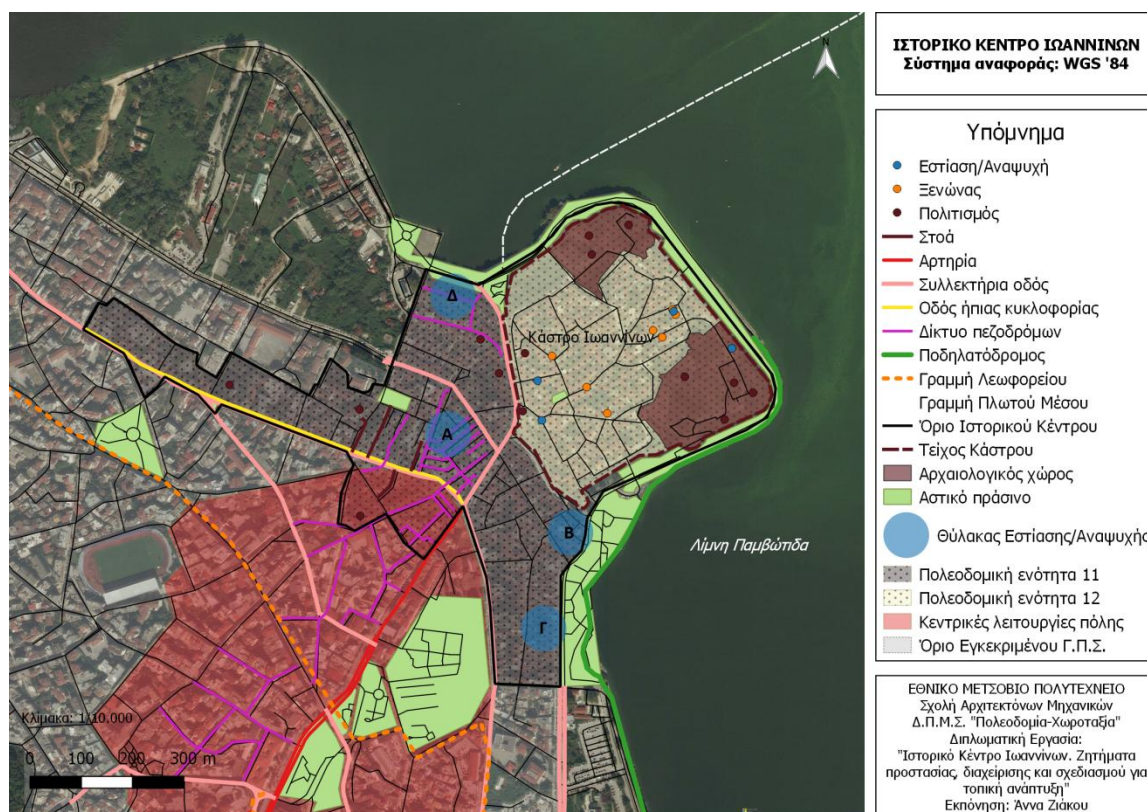 ΙΣΤΟΡΙΚΟ ΚΕΝΤΡΟ ΙΩΑΝΝΙΝΩΝ
Σύστημα αναφοράς: WGS '84
N
Υπόμνημα
Εστίαση/Αναψυχή
Ξενώνας
Πολιτισμός
Στοά
Αρτηρία
Συλλεκτήρια οδός
Οδός ήπιας κυκλοφορίας
Δίκτυο πεζοδρόμων
Ποδηλατόδρομος
Γραμμή Λεωφορείου
Γραμμή Πλωτού Μέσου
Όριο Ιστορικού Κέντρου
Τείχος Κάστρου
Αρχαιολογικός χώρος
Αστικό πράσινο
Θύλακας Εστίασης/Αναψυχής
Πολεοδομική ενότητα 11
Πολεοδομική ενότητα 12
Κεντρικές λειτουργίες πόλης
Όριο Εγκεκριμένου Γ.Π.Σ.
Δ
Κάστρο Ιωαννίνων
Α
Β
Λίμνη Παμβώτιδα
Γ
Κλίμακα: 1/10.000
0 100 200 300 m
ΕΘΝΙΚΟ ΜΕΤΣΟΒΙΟ ΠΟΛΥΤΕΧΝΕΙΟ
Σχολή Αρχιτεκτόνων Μηχανικών
Δ.Π.Μ.Σ. "Πολεοδομία-Χωροταξία"
Διπλωματική Εργασία:
"Ιστορικό Κέντρο Ιωαννίνων. Ζητήματα
προστασίας, διαχείρισης και σχεδιασμού για
τοπική ανάπτυξη"
Εκπόνηση: Άννα Ζιάκου